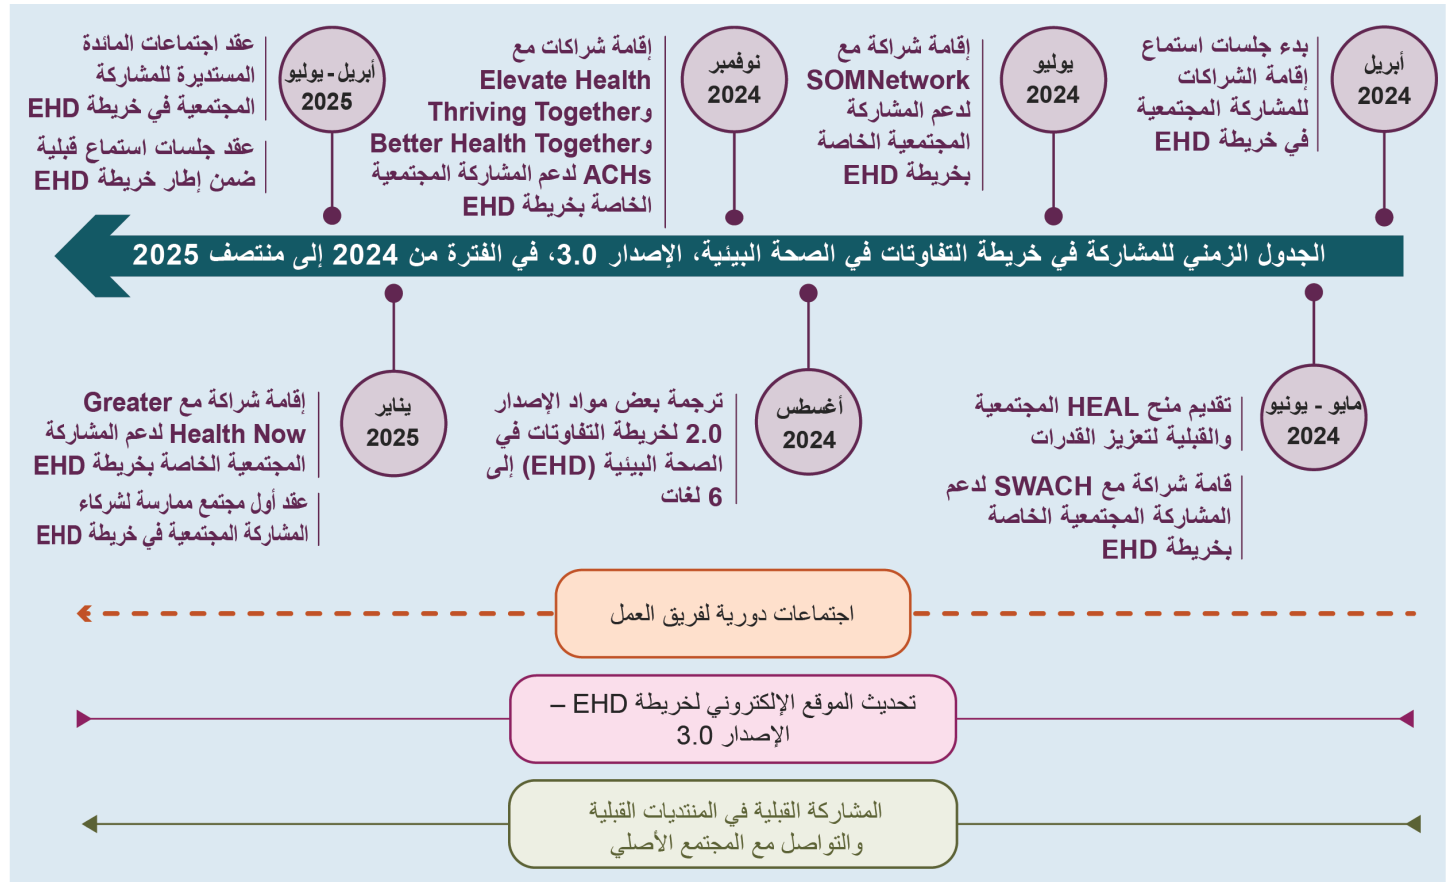 أبريل
2024
بدء جلسات استماع
إقامة الشراكات
للمشاركة المجتمعية
في خريطة EHD
يوليو
2024
إقامة شراكة مع
SOMNetwork
لدعم المشاركة
المجتمعية الخاصة
بخريطة EHD
نوفمبر
2024
إقامة شراكات مع
Elevate Health
وThriving Together
وBetter Health Together
ACHs لدعم المشاركة المجتمعية
الخاصة بخريطة EHD
أبريل - يوليو
2025
عقد اجتماعات المائدة
المستديرة للمشاركة
المجتمعية في خريطة EHD
عقد جلسات استماع قبلية
ضمن إطار خريطة EHD
الجدول الزمني للمشاركة في خريطة التفاوتات في الصحة البيئية، الإصدار 3.0، في الفترة من 2024 إلى منتصف 2025
مايو - يونيو
2024
تقديم منح HEAL المجتمعية
والقبلية لتعزيز القدرات
قامة شراكة مع SWACH لدعم
المشاركة المجتمعية الخاصة
بخريطة EHD
أغسطس
2024
ترجمة بعض مواد الإصدار
2.0 لخريطة التفاوتات في
الصحة البيئية (EHD) إلى
6 لغات
يناير
2025
إقامة شراكة مع Greater
Health Now لدعم المشاركة
المجتمعية الخاصة بخريطة EHD
عقد أول مجتمع ممارسة لشركاء
المشاركة المجتمعية في خريطة EHD
اجتماعات دورية لفريق العمل
تحديث الموقع الإلكتروني لخريطة EHD –
الإصدار 3.0
المشاركة القبلية في المنتديات القبلية
والتواصل مع المجتمع الأصلي